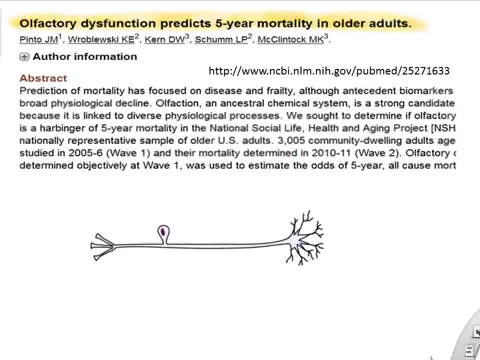 Olfactory dysfunction predicts 5-year mortality in older adults.
Pinto JM1, Wroblewski KE2, Kern DW3, Schumm LP2, McClintock MK3.
Author information
Abstract
http://www.ncbi.nlm.nih.gov/pubmed/25271633
Prediction of mortality has focused on disease and frailty, although antecedent biomarkers
broad physiological decline. Olfaction, an ancestral chemical system, is a strong candidate
because it is linked to diverse physiological processes. We sought to determine if olfactory
is a harbinger of 5-year mortality in the National Social Life, Health and Aging Project [NSH
nationally representative sample of older U.S. adults. 3,005 community-dwelling adults age
studied in 2005-6 (Wave 1) and their mortality determined in 2010-11 (Wave 2). Olfactory
determined objectively at Wave 1, was used to estimate the odds of 5-year, all cause mort